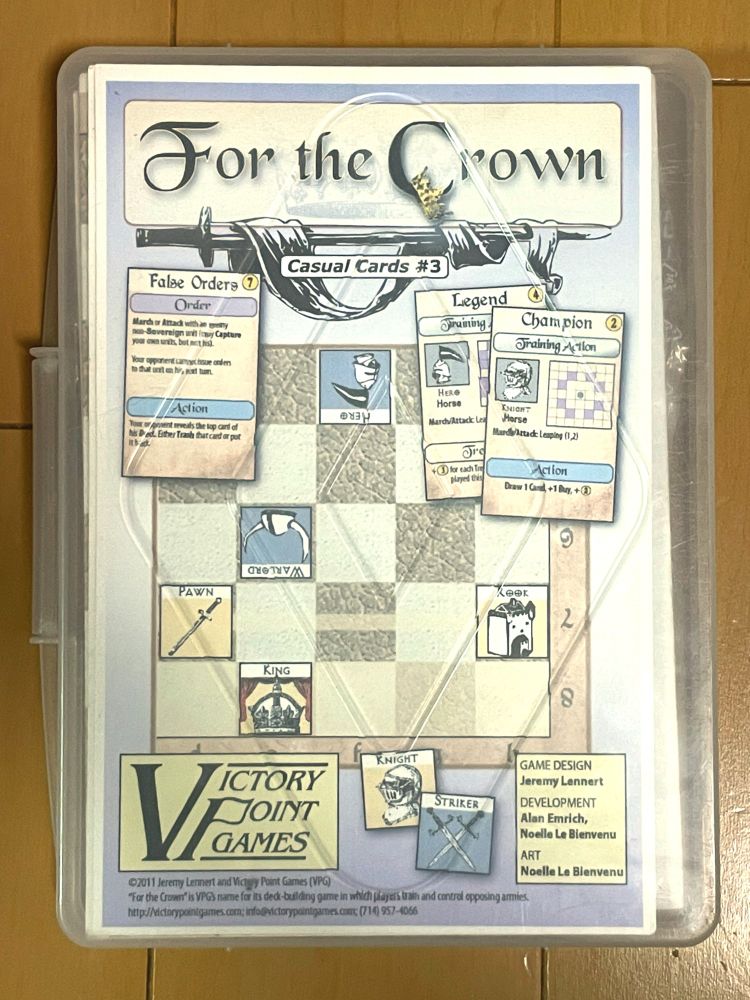 For the Crown
Casual Cards #3
False Orders 7
Order
March or Attack with an enemy
non-Sovereign unit (may Capture
your own units, but not his).
Your opponent cannot issue orders
to that unit on his next turn.
Action
Your opponent reveals the top card of
his Deck. Either Trash that card or put
it back.
Legend 4
Training A
HERO
Horse
March/Attack: Lea
+1 for each Tr
played this
Champion 2
Training Action
KNIGHT
Horse
March/Attack: Leaping (1,2)
Action
Draw 1 Card, +1 Buy, +2
HERO
WARLORD
6
PAWN
ROOK
7
KING
8
d e f h
VICTORY
POINT
GAMES
KNIGHT
STRIKER
GAME DESIGN
Jeremy Lennert
DEVELOPMENT
Alan Emrich,
Noelle Le Bienvenu
ART
Noelle Le Bienvenu
©2011 Jeremy Lennert and Victory Point Games (VPG)
"For the Crown" is VPG's name for its deck-building game in which players train and control opposing armies.
http://victorypointgames.com; info@victorypointgames.com; (714) 957-4066